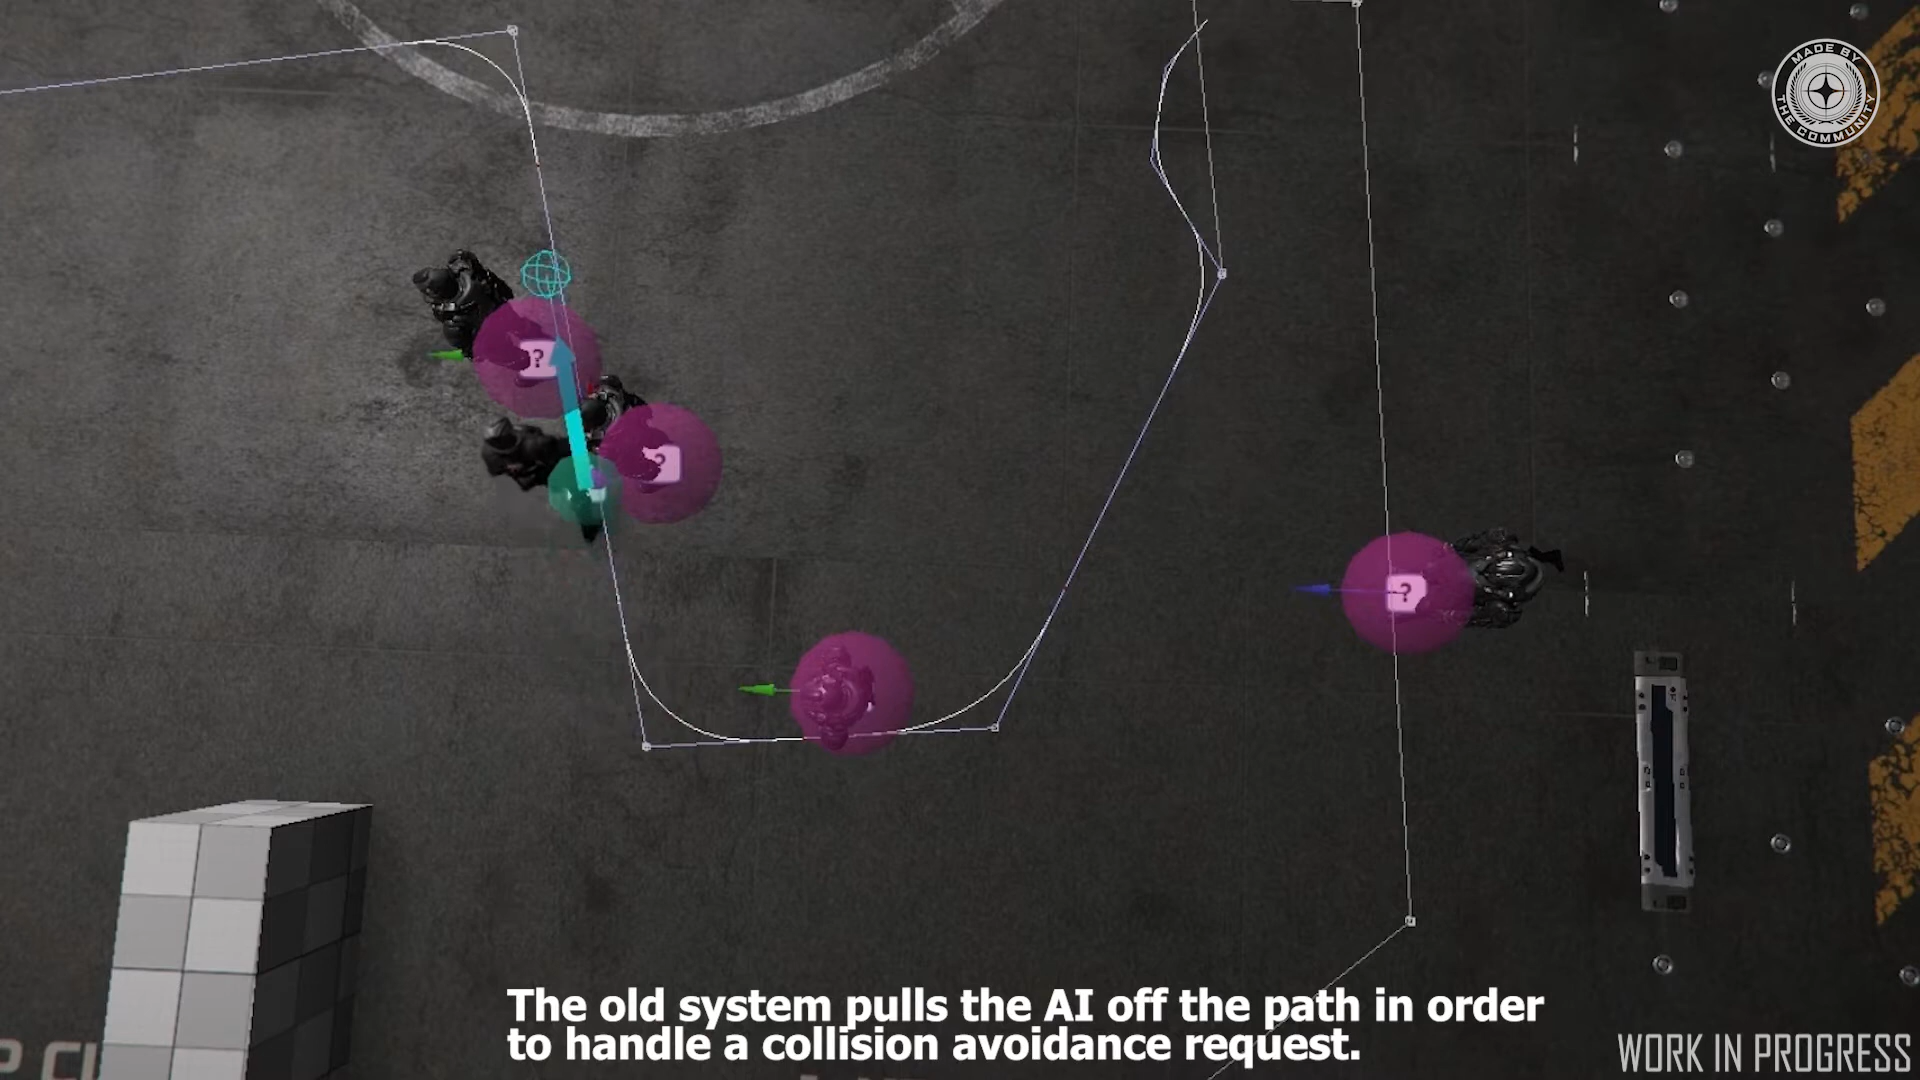 MADE BY
THE COMMUNITY
?
?
?
The old system pulls the AI off the path in order
to handle a collision avoidance request.
WORK IN PROGRESS